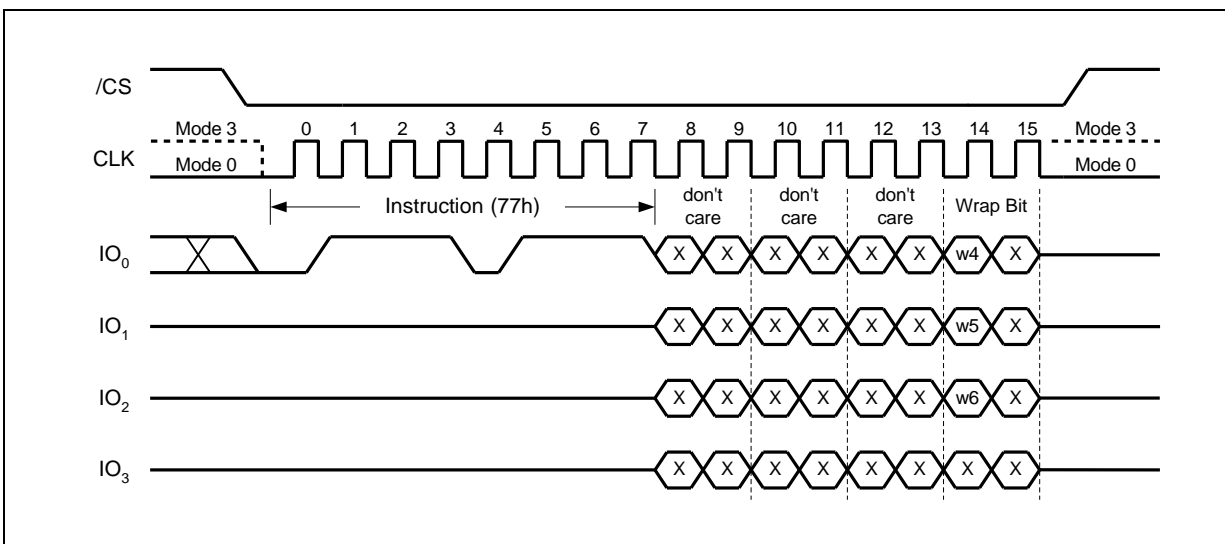 /CS
Mode 3 0 1 2 3 4 5 6 7 8 9 10 11 12 13 14 15 Mode 3
CLK Mode 0 Mode 0
Instruction (77h) don't care don't care don't care Wrap Bit
IO0 X X X X X X w4 X
IO1 X X X X X X w5 X
IO2 X X X X X X w6 X
IO3 X X X X X X X X